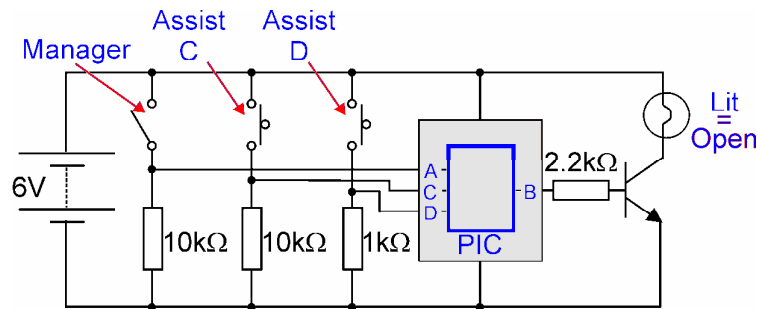 Manager
Assist
C
Assist
D
Lit
=
Open
6V
A
C
D
B
PIC
2.2kΩ
10kΩ
10kΩ
1kΩ